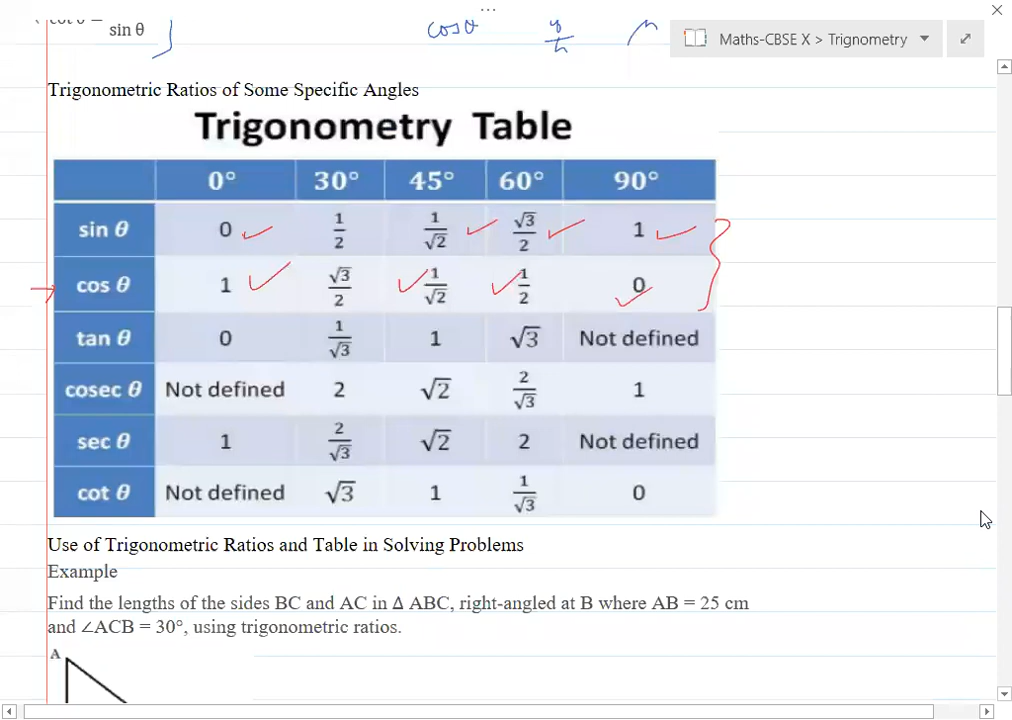 sin θ
cosθ
Maths-CBSE X > Trignometry
Trigonometric Ratios of Some Specific Angles
Trigonometry Table
0° 30° 45° 60° 90°
sin θ 0 1/2 1/√2 √3/2 1
cos θ 1 √3/2 1/√2 1/2 0
tan θ 0 1/√3 1 √3 Not defined
cosec θ Not defined 2 √2 2/√3 1
sec θ 1 2/√3 √2 2 Not defined
cot θ Not defined √3 1 1/√3 0
Use of Trigonometric Ratios and Table in Solving Problems
Example
Find the lengths of the sides BC and AC in Δ ABC, right-angled at B where AB = 25 cm
and ∠ACB = 30°, using trigonometric ratios.
A